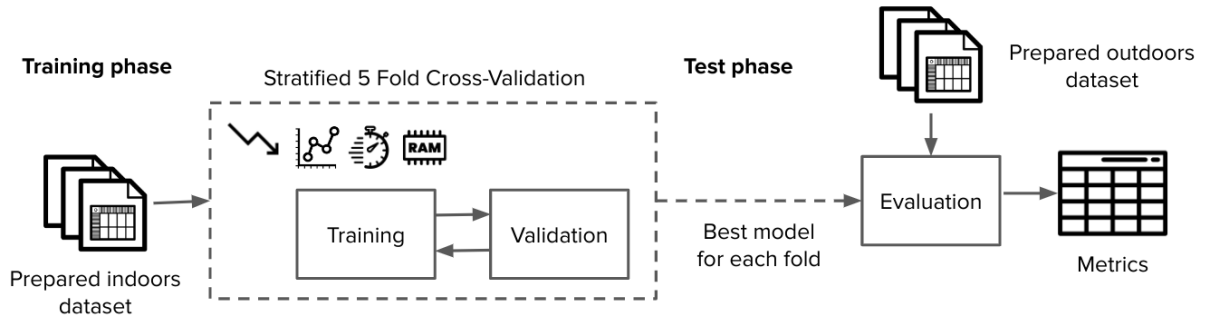 Training phase
Stratified 5 Fold Cross-Validation
RAM
Training
Validation
Prepared indoors
dataset
Test phase
Prepared outdoors
dataset
Best model
for each fold
Evaluation
Metrics